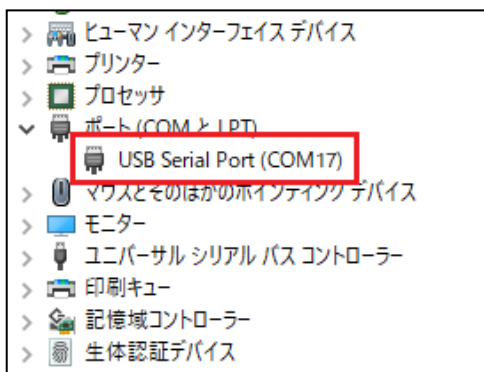 ヒューマン インターフェイス デバイス
プリンター
プロセッサ
ポート (COM と LPT)
USB Serial Port (COM17)
マウスとそのほかのポインティング デバイス
モニター
ユニバーサル シリアル バス コントローラー
印刷キュー
記憶域コントローラー
生体認証デバイス